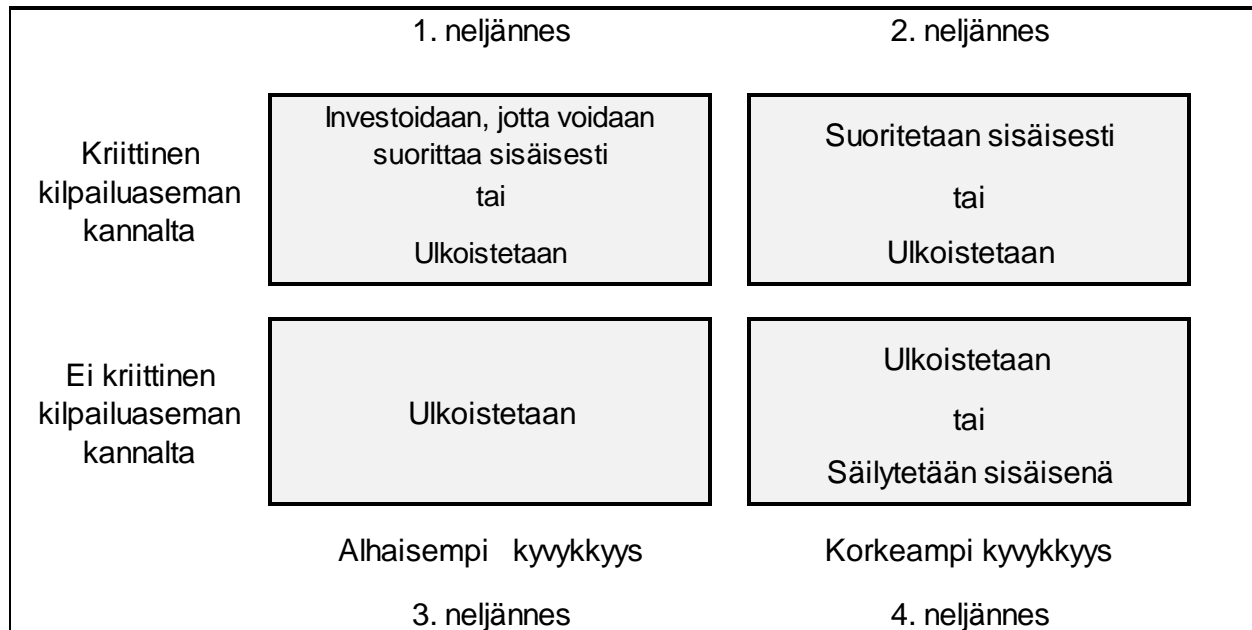 1. neljännes
2. neljännes
Kriittinen
kilpailuaseman
kannalta
Investoidaan, jotta voidaan
suorittaa sisäisesti
tai
Ulkoistetaan
Suoritetaan sisäisesti
tai
Ulkoistetaan
Ei kriittinen
kilpailuaseman
kannalta
Ulkoistetaan
Ulkoistetaan
tai
Säilytetään sisäisenä
Alhaisempi kyvykkyys
Korkeampi kyvykkyys
3. neljännes
4. neljännes